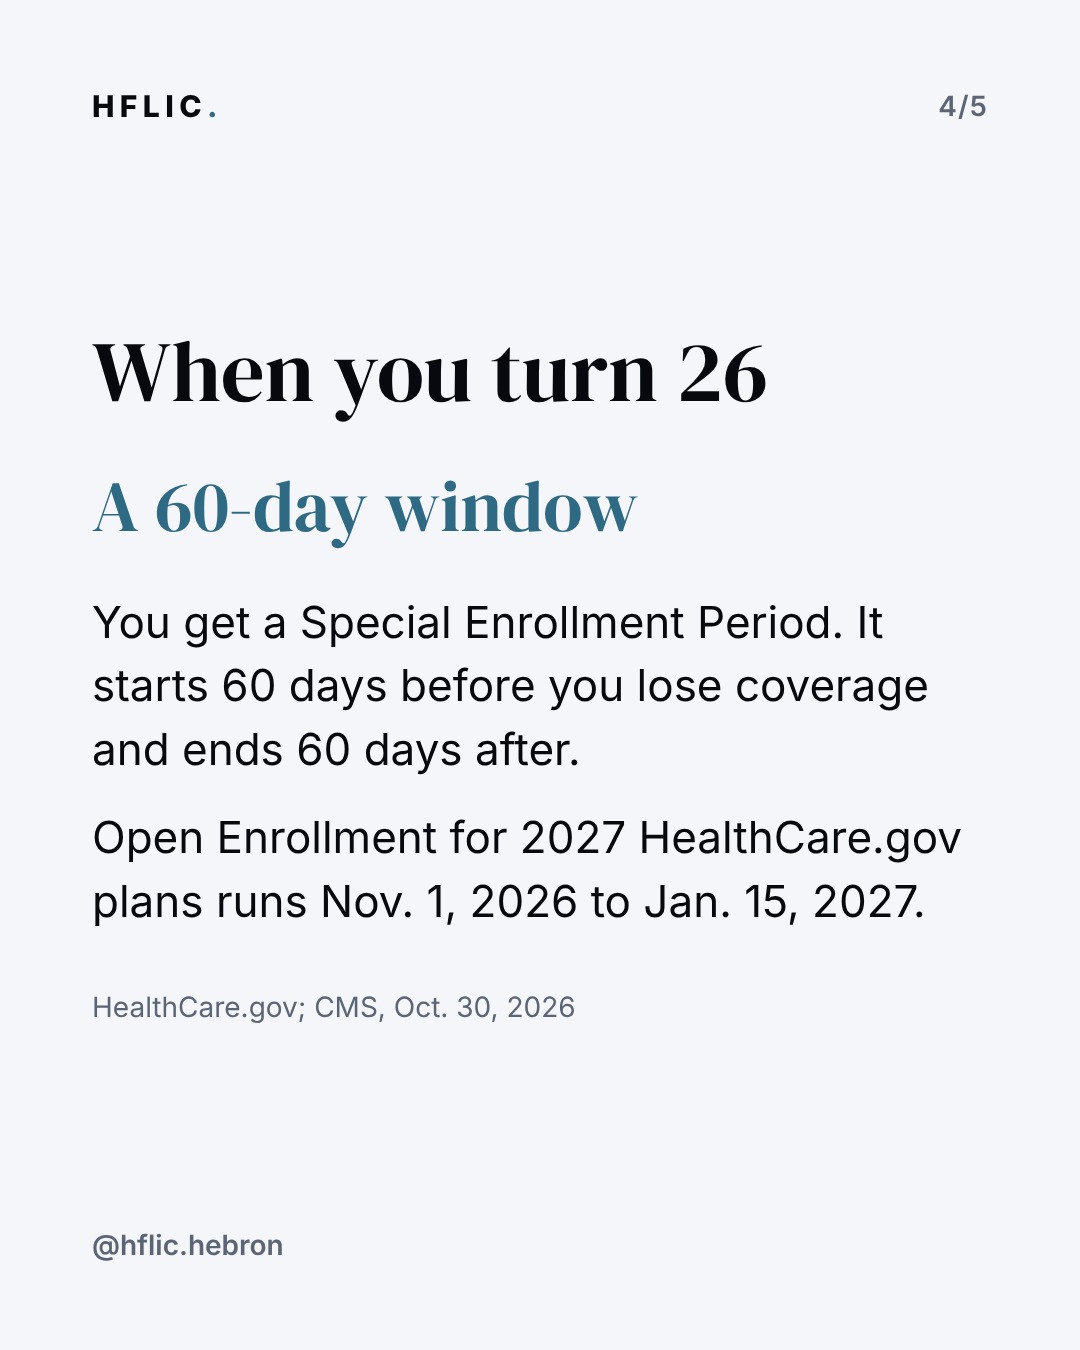 HFLIC.
4/5
When you turn 26
A 60-day window
You get a Special Enrollment Period. It
starts 60 days before you lose coverage
and ends 60 days after.
Open Enrollment for 2027 HealthCare.gov
plans runs Nov. 1, 2026 to Jan. 15, 2027.
HealthCare.gov; CMS, Oct. 30, 2026
@hflic.hebron